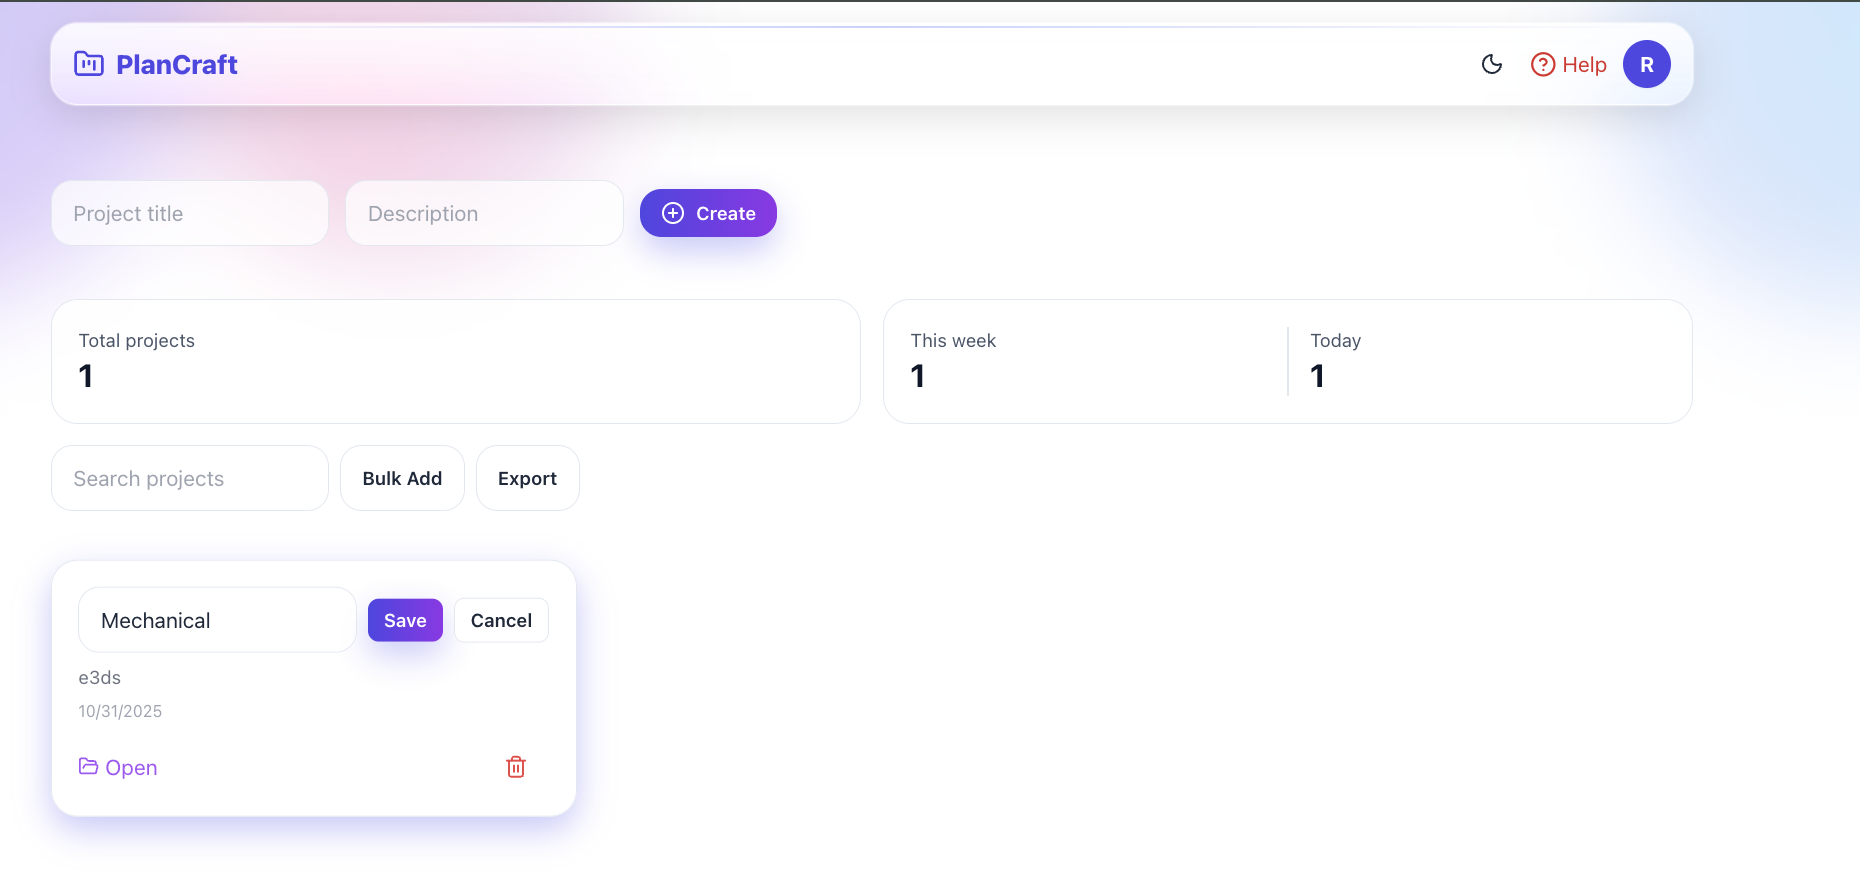 PlanCraft
Help
R
Project title
Description
Create
Total projects
1
This week
1
Today
1
Search projects
Bulk Add
Export
Mechanical
Save
Cancel
e3ds
10/31/2025
Open